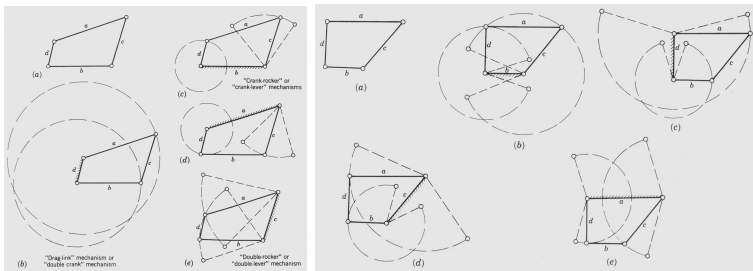 a
d
c
b
(a)
a
d
c
b
(c)
"Crank-rocker" or
"crank-lever" mechanisms
a
d
c
b
(d)
a
d
c
b
(b)
"Drag-link" mechanism or
"double crank" mechanism
a
d
c
b
(e)
"Double-rocker" or
"double-lever" mechanism
a
d
c
b
(a)
a
d
c
b
(b)
a
d
c
b
(c)
a
d
c
b
(d)
a
d
c
b
(e)